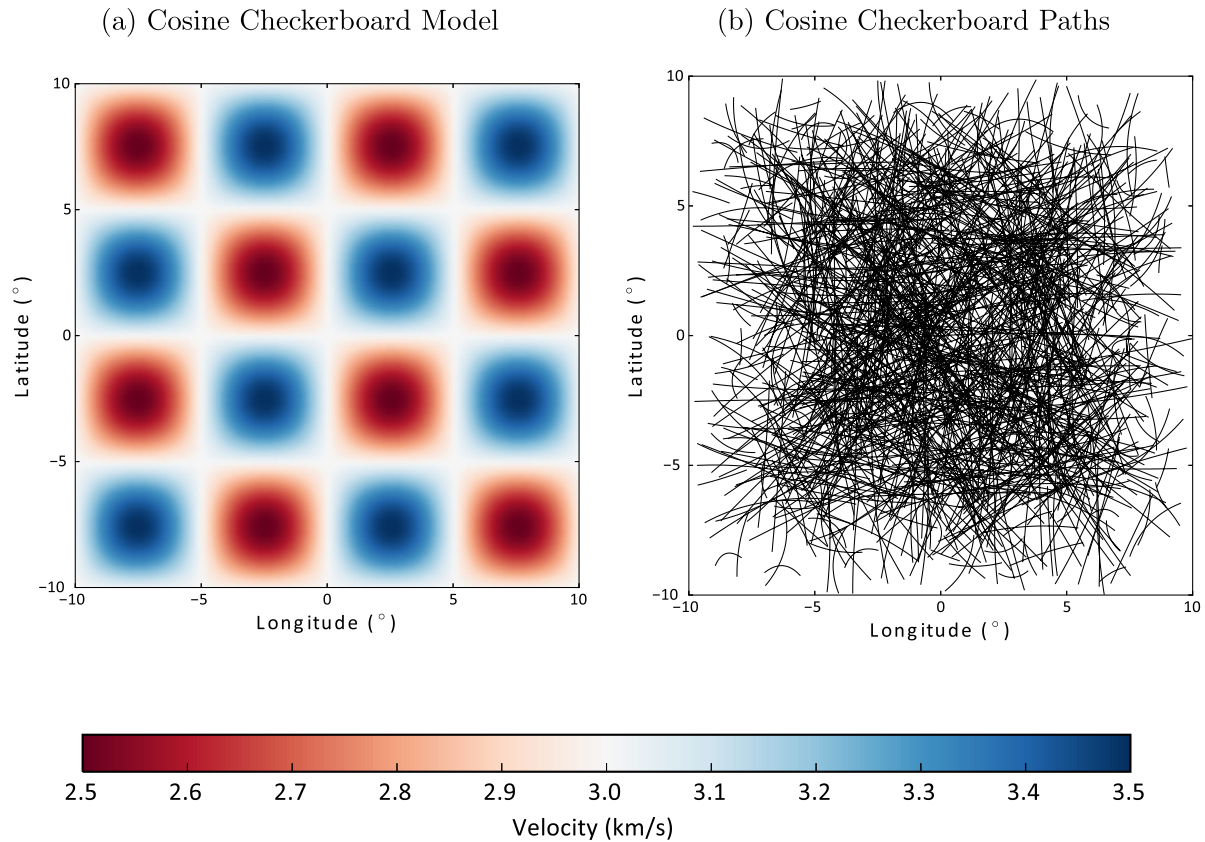 (a) Cosine Checkerboard Model
(b) Cosine Checkerboard Paths
10
5
0
−5
−10
Latitude (°)
−10 −5 0 5 10
Longitude (°)
10
5
0
−5
−10
Latitude (°)
−10 −5 0 5 10
Longitude (°)
2.5 2.6 2.7 2.8 2.9 3.0 3.1 3.2 3.3 3.4 3.5
Velocity (km/s)